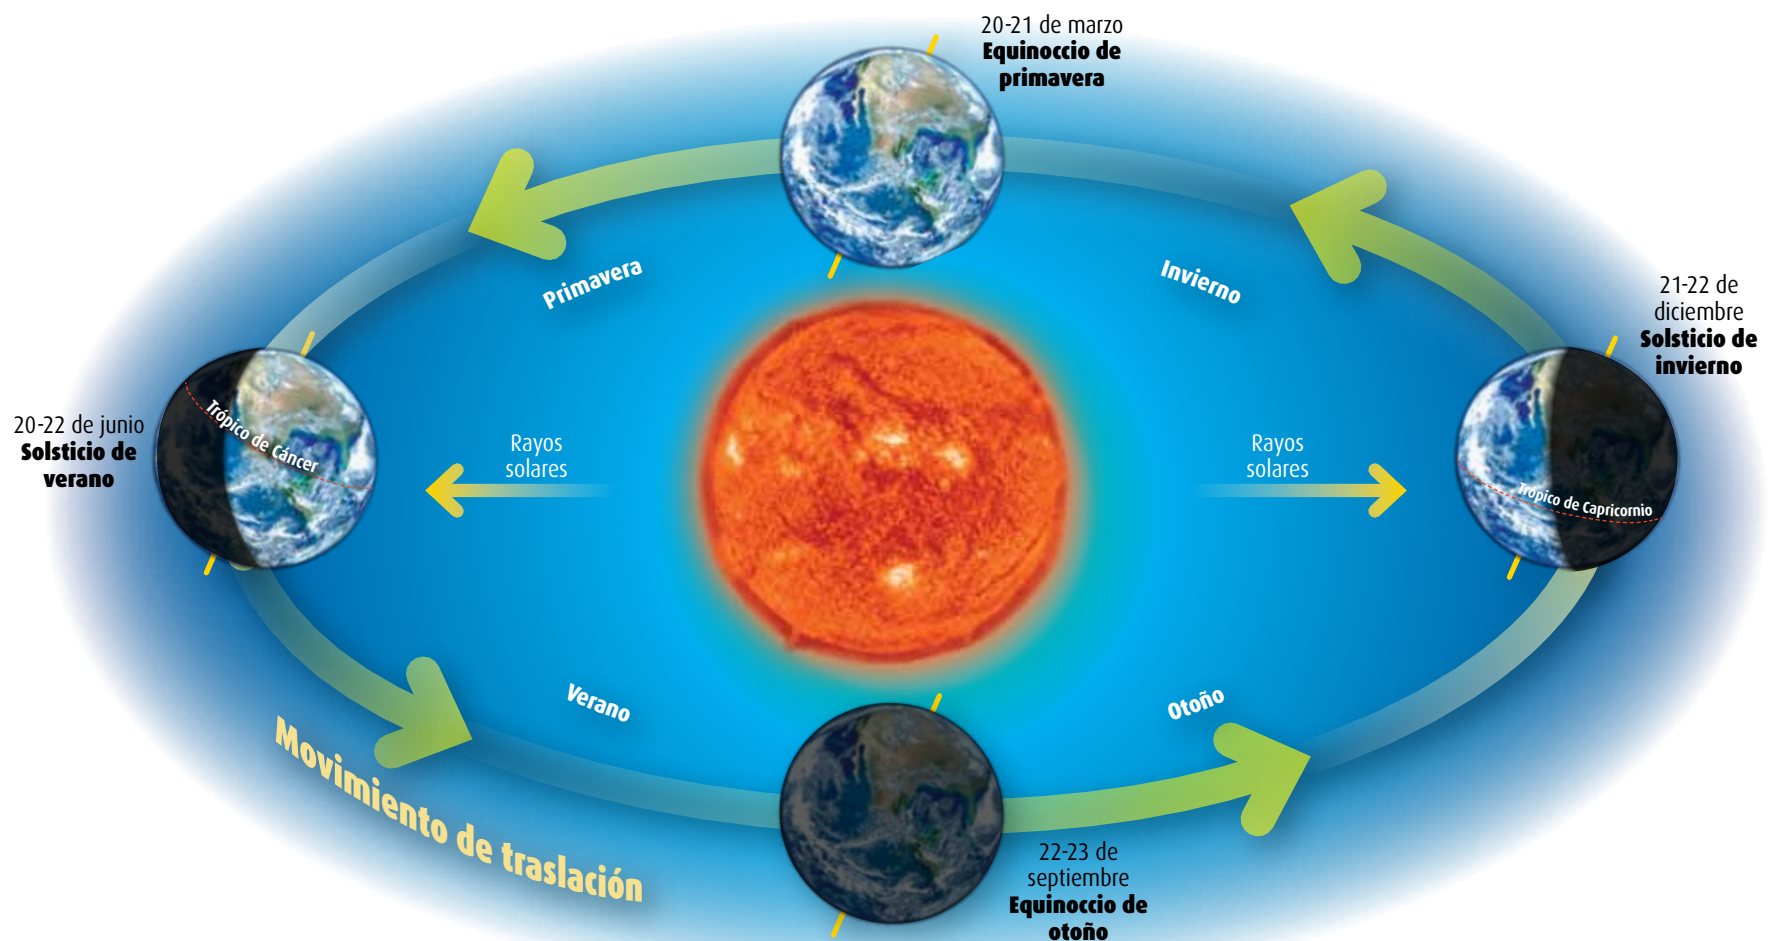 20-21 de marzo
Equinoccio de
primavera
Primavera
Invierno
21-22 de
diciembre
Solsticio de
invierno
20-22 de junio
Solsticio de
verano
Trópico de Cáncer
Rayos
solares
Rayos
solares
Trópico de Capricornio
Verano
Otoño
Movimiento de traslación
22-23 de
septiembre
Equinoccio de
otoño